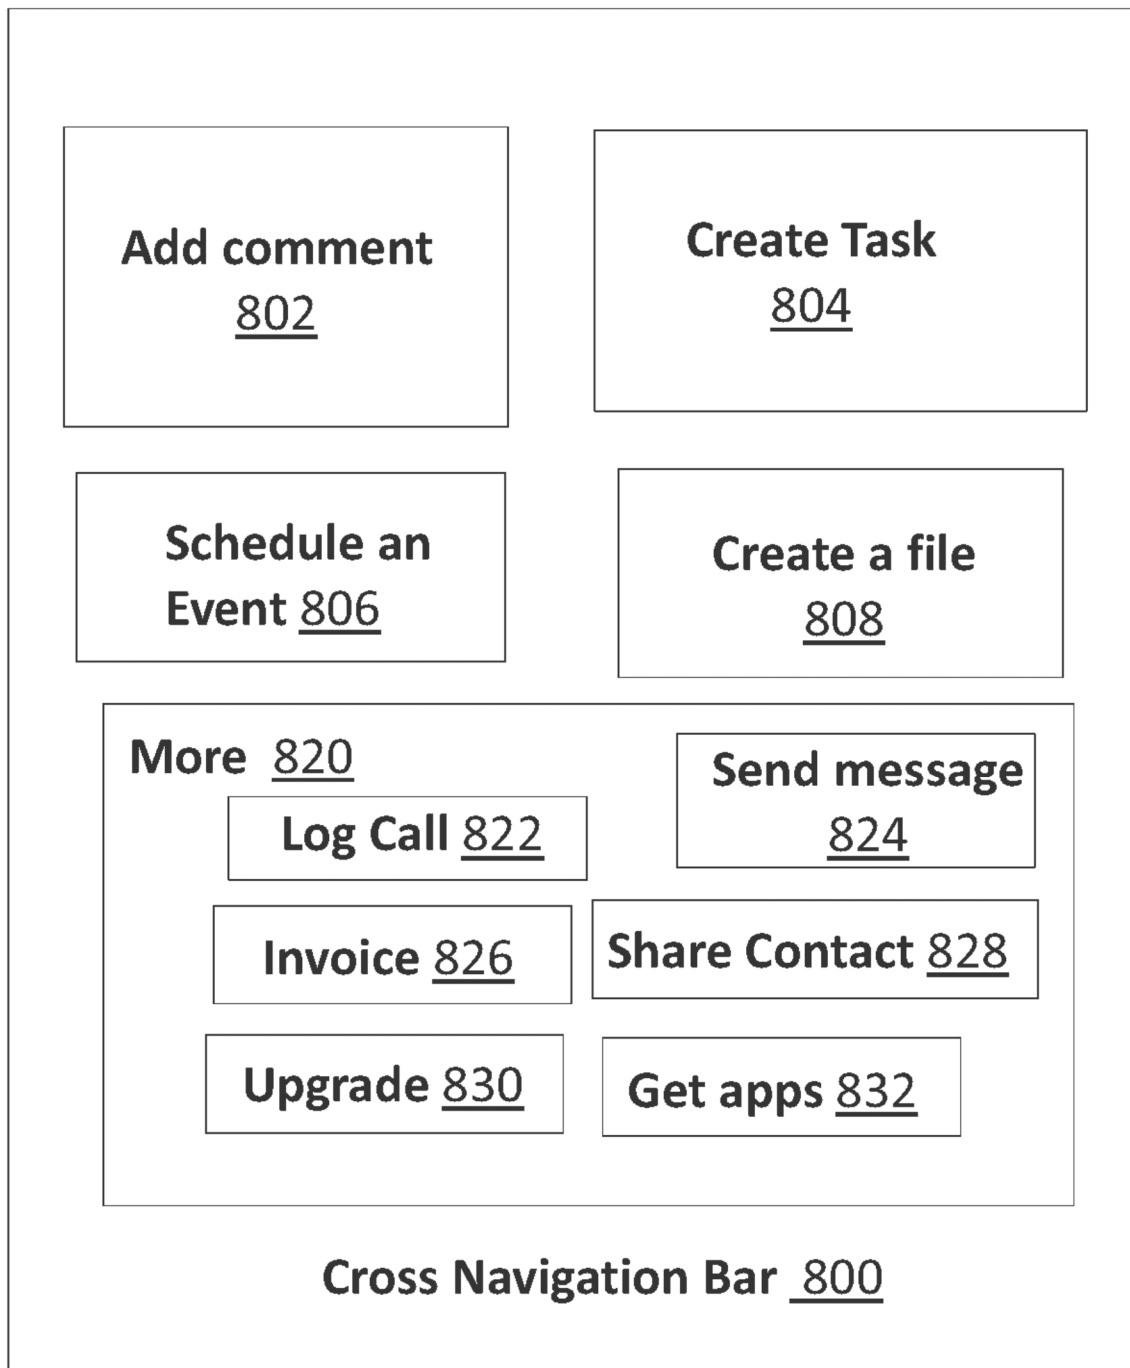 Add comment
802
Create Task
804
Schedule an
Event 806
Create a file
808
More 820
Send message
824
Log Call 822
Invoice 826
Share Contact 828
Upgrade 830
Get apps 832
Cross Navigation Bar 800